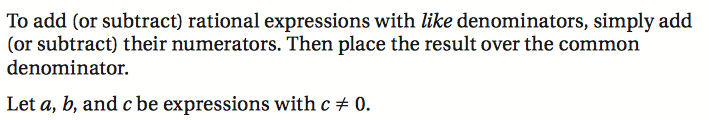 To add (or subtract) rational expressions with like denominators, simply add
(or subtract) their numerators. Then place the result over the common
denominator.
Let a, b, and c be expressions with c ≠ 0.